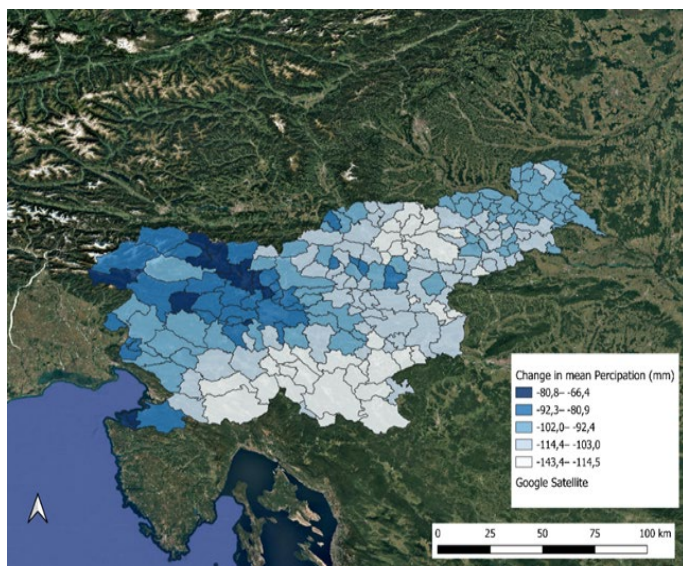 Change in mean Percipation (mm)
-80,8– -66,4
-92,3– -80,9
-102,0– -92,4
-114,4– -103,0
-143,4– -114,5
Google Satellite
0 25 50 75 100 km